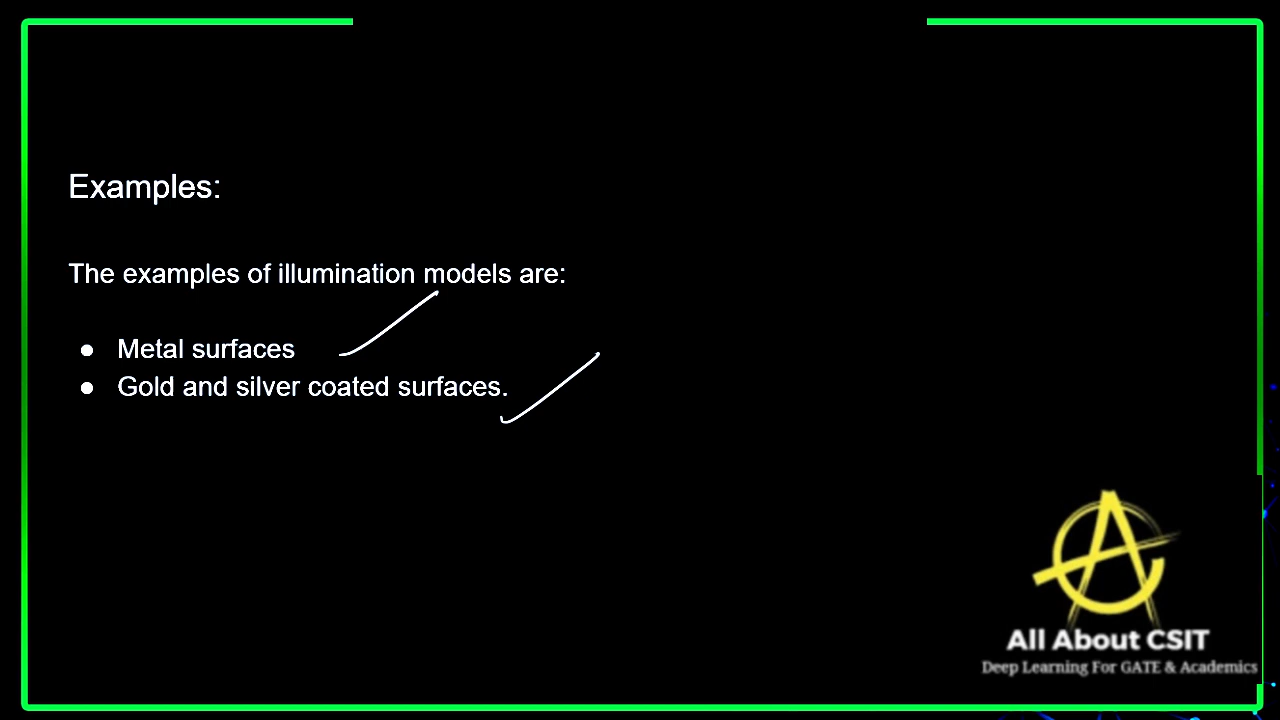 Examples:
The examples of illumination models are:
● Metal surfaces
● Gold and silver coated surfaces.
All About CSIT
Deep Learning For GATE & Academics